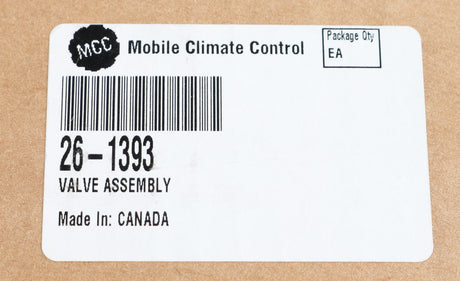 MCC Mobile Climate Control
Package Qty
EA
26-1393
VALVE ASSEMBLY
Made In: CANADA